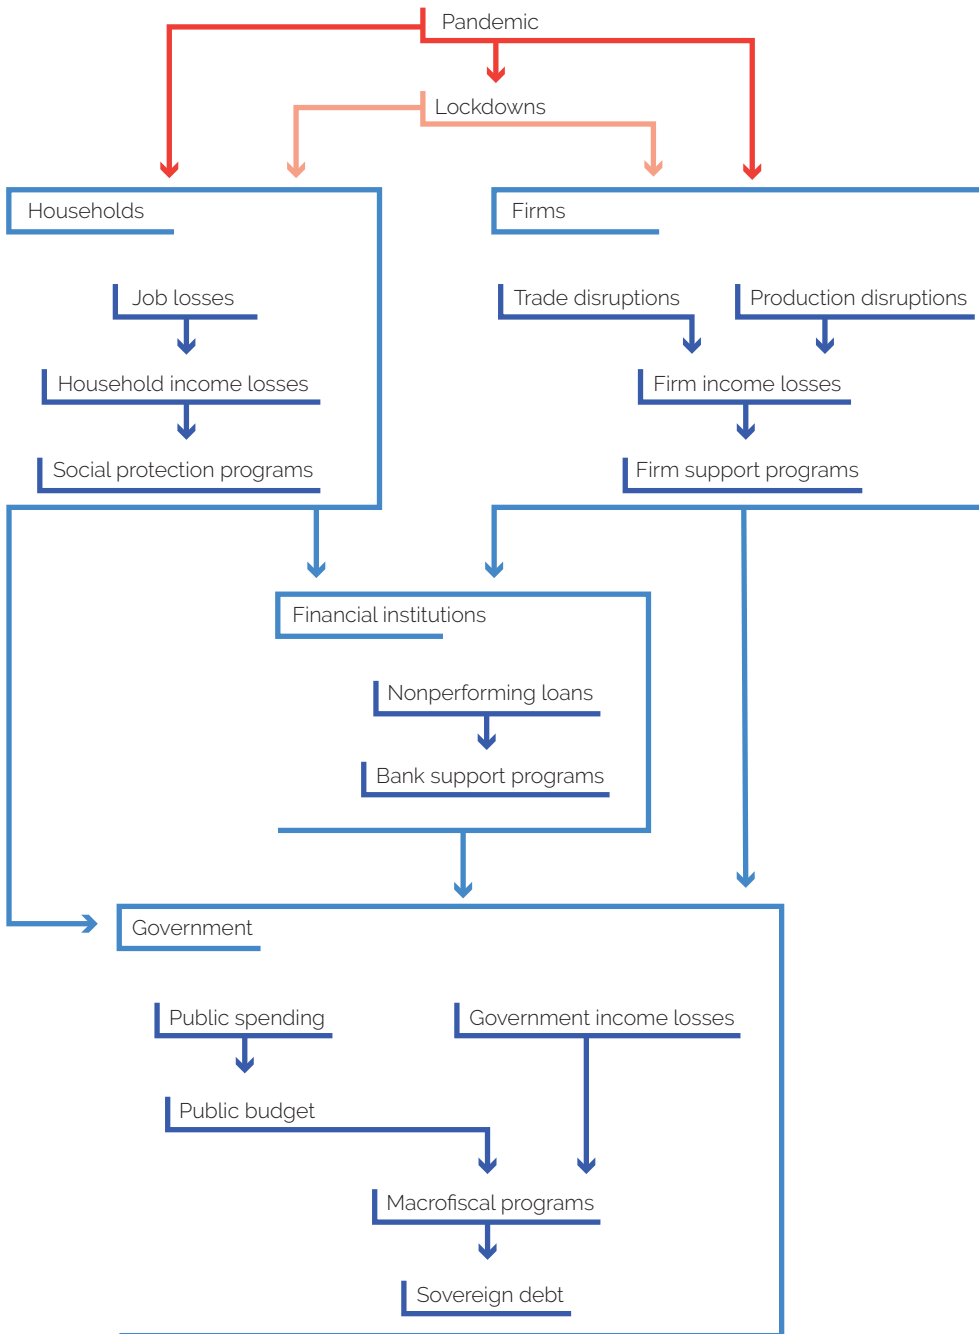 Pandemic
Lockdowns
Households
Job losses
Household income losses
Social protection programs
Firms
Trade disruptions
Production disruptions
Firm income losses
Firm support programs
Financial institutions
Nonperforming loans
Bank support programs
Government
Public spending
Government income losses
Public budget
Macrofiscal programs
Sovereign debt